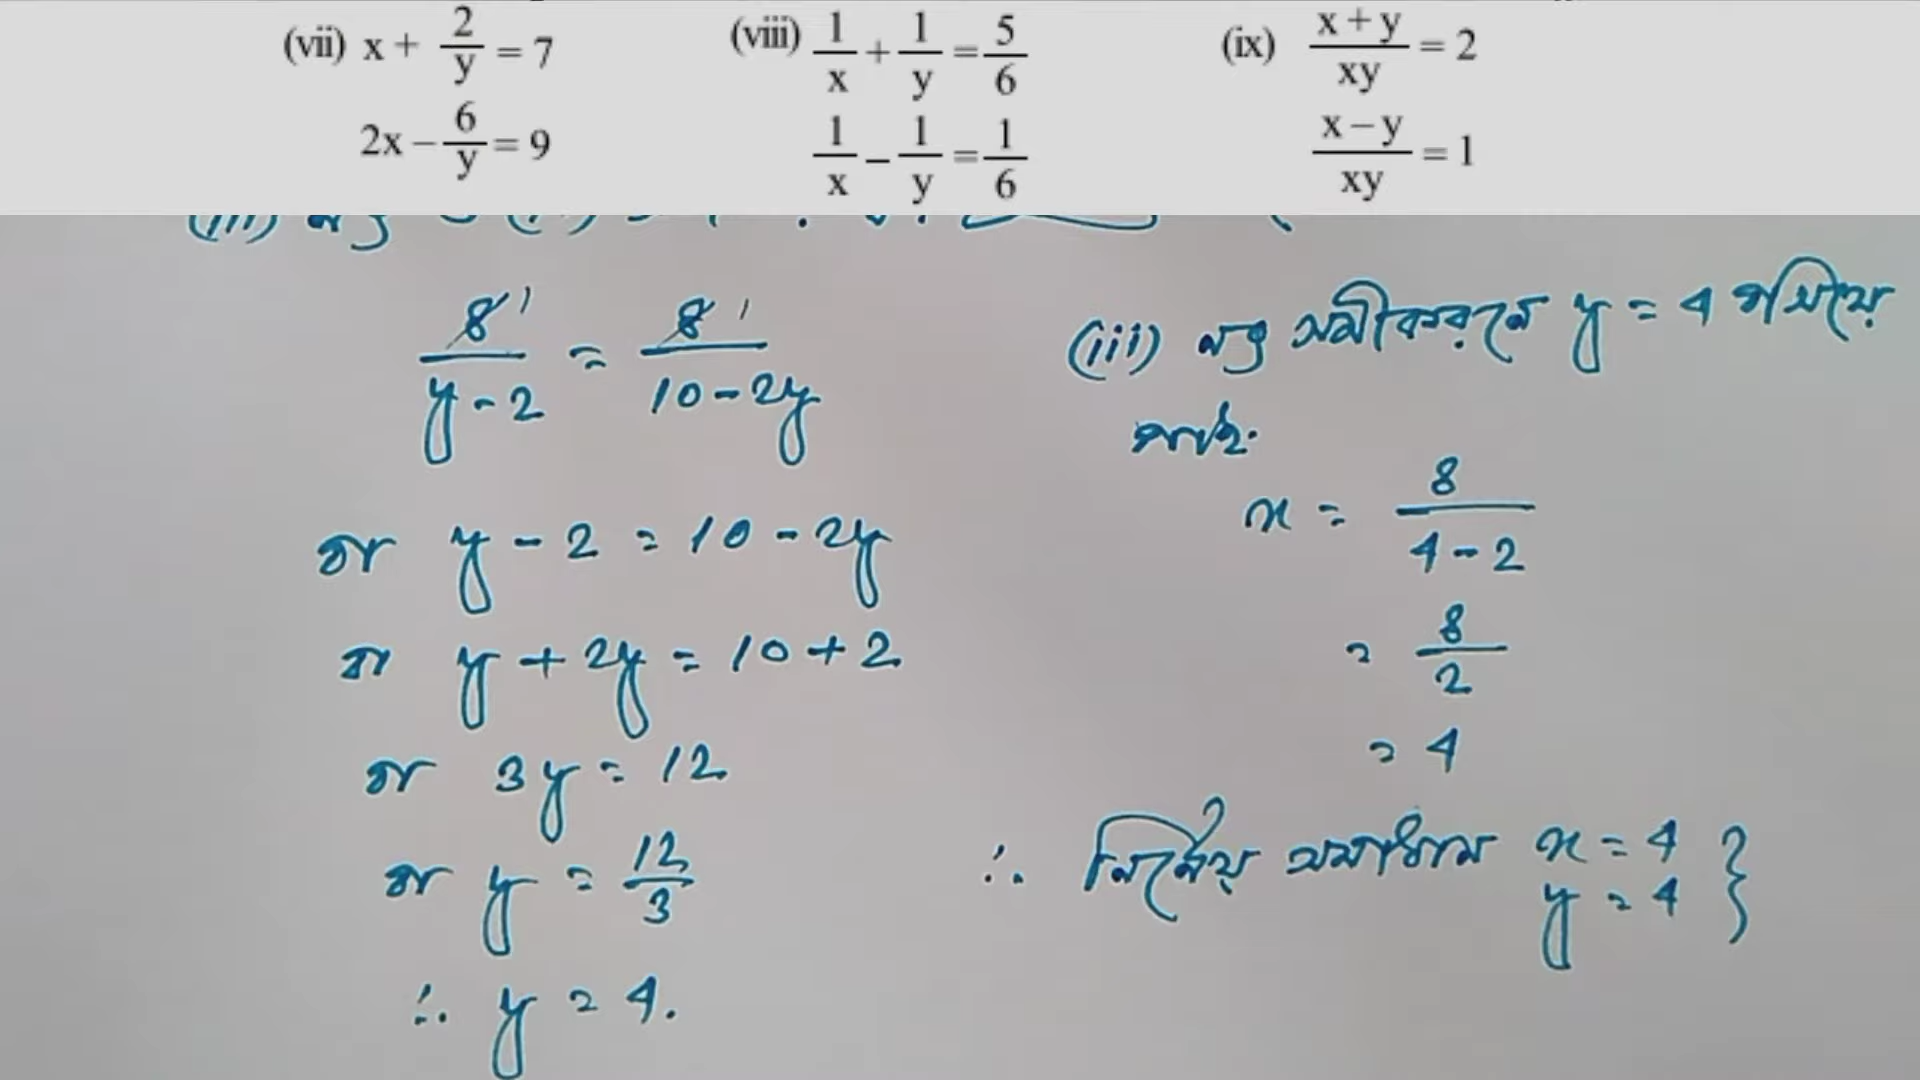 (vii) x + 2/y = 7
2x − 6/y = 9
(viii) 1/x + 1/y = 5/6
1/x − 1/y = 1/6
(ix) x+y/xy = 2
x−y/xy = 1
8/y-2 = 8/10-2y
বা y - 2 = 10 - 2y
বা y + 2y = 10 + 2
বা 3y = 12
বা y = 12/3
∴ y = 4.
(iii) নং সমীকরনে y = 4 বসিয়ে
পাই.
x = 8/4-2
= 8/2
= 4
∴ নির্নেয় সমাধান x = 4
y = 4 }